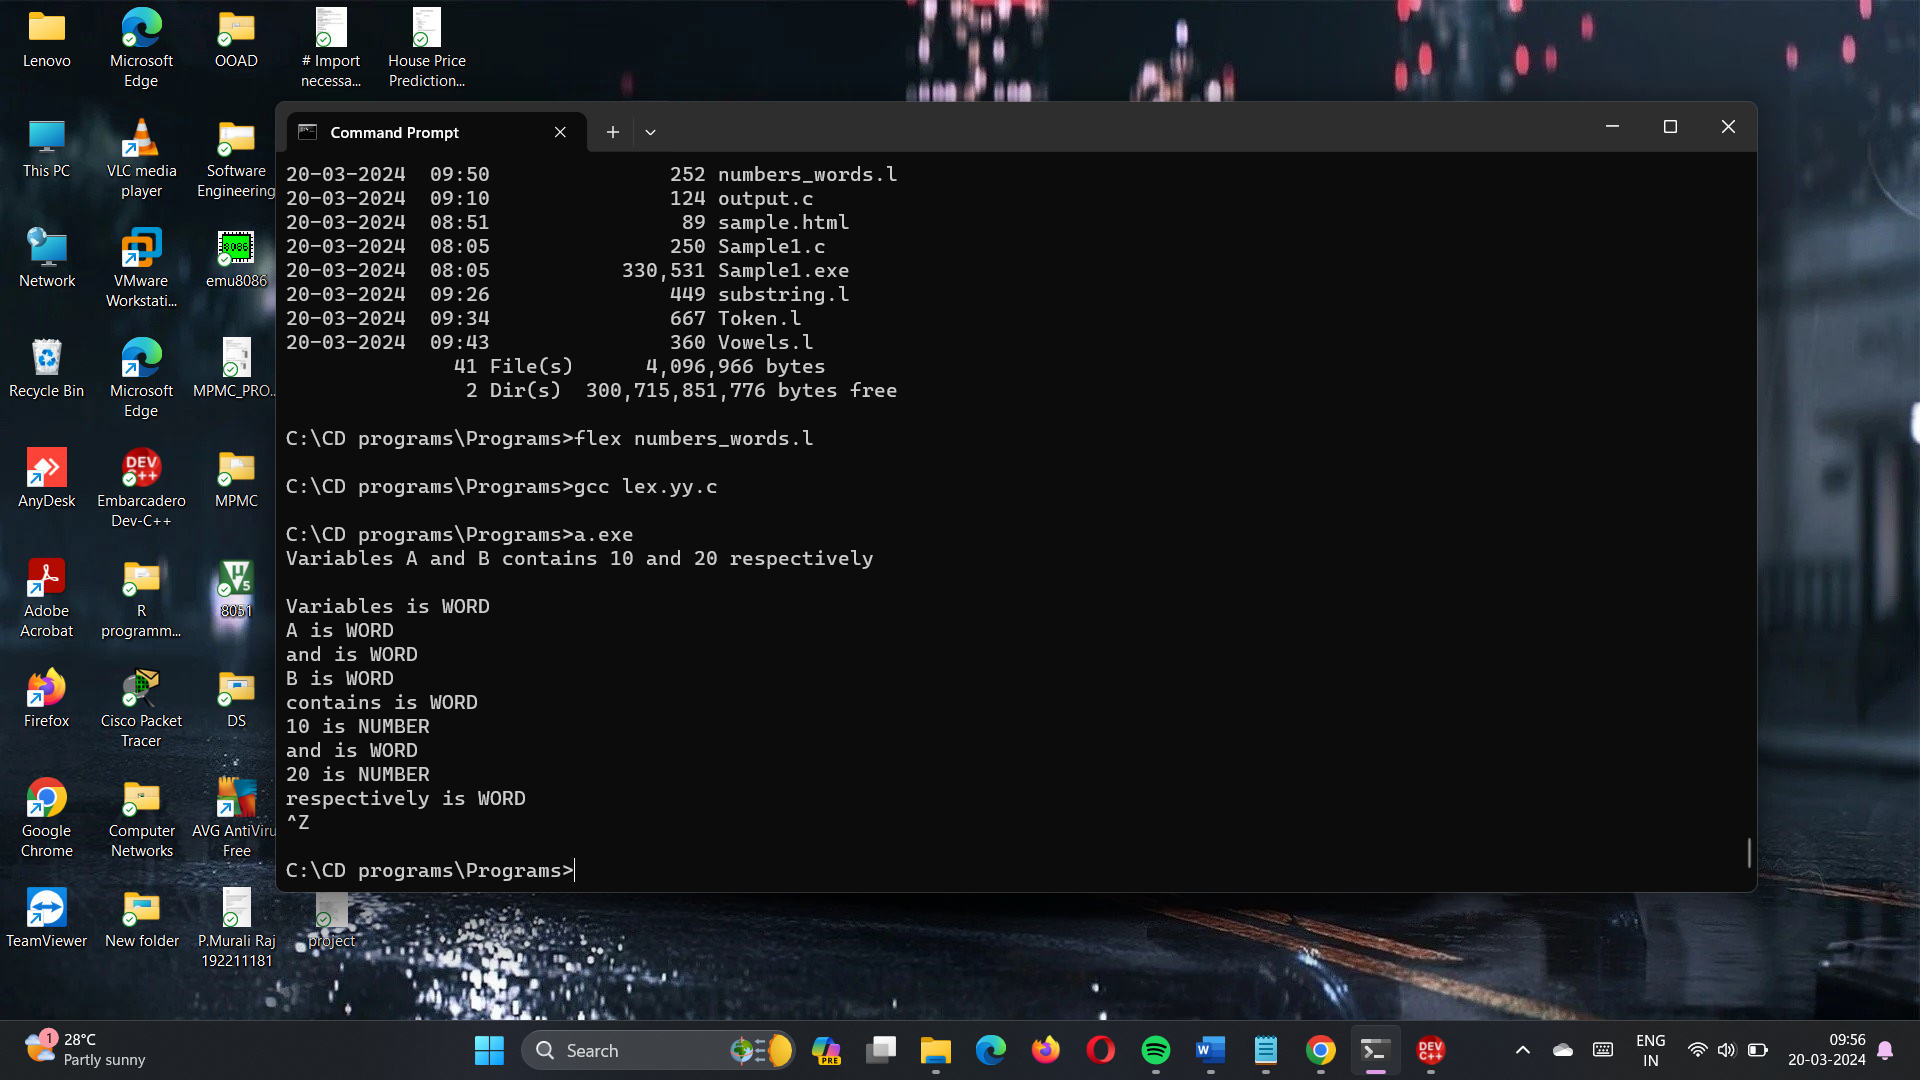 Lenovo
Microsoft Edge
OOAD
# Import necessa...
House Price Prediction...
This PC
VLC media player
Software Engineering
Network
VMware Workstati...
8086
emu8086
Recycle Bin
Microsoft Edge
MPMC_PRO...
AnyDesk
DEV C++
Embarcadero Dev-C++
MPMC
Adobe Acrobat
R programm...
8051
Firefox
Cisco Packet Tracer
DS
Google Chrome
Computer Networks
AVG AntiViru Free
TeamViewer
New folder
P.Murali Raj 192211181
project
Command Prompt
20-03-2024  09:50               252 numbers_words.l
20-03-2024  09:10               124 output.c
20-03-2024  08:51                89 sample.html
20-03-2024  08:05               250 Sample1.c
20-03-2024  08:05           330,531 Sample1.exe
20-03-2024  09:26               449 substring.l
20-03-2024  09:34               667 Token.l
20-03-2024  09:43               360 Vowels.l
41 File(s)      4,096,966 bytes
2 Dir(s)  300,715,851,776 bytes free
C:\CD programs\Programs>flex numbers_words.l
C:\CD programs\Programs>gcc lex.yy.c
C:\CD programs\Programs>a.exe
Variables A and B contains 10 and 20 respectively
Variables is WORD
A is WORD
and is WORD
B is WORD
contains is WORD
10 is NUMBER
and is WORD
20 is NUMBER
respectively is WORD
^Z
C:\CD programs\Programs>
1
28°C
Partly sunny
Search
PRE
DEV C++
ENG
IN
09:56
20-03-2024